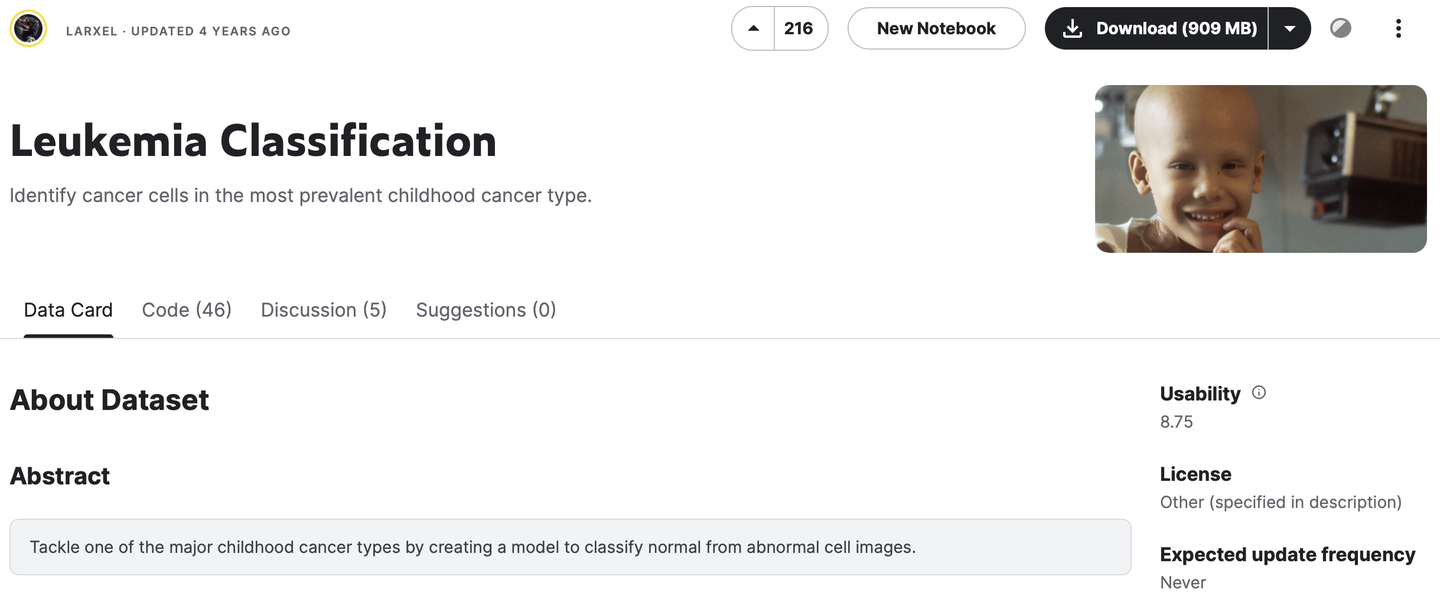 LARXEL · UPDATED 4 YEARS AGO
216
New Notebook
Download (909 MB)
Leukemia Classification
Identify cancer cells in the most prevalent childhood cancer type.
Data Card
Code (46)
Discussion (5)
Suggestions (0)
About Dataset
Abstract
Tackle one of the major childhood cancer types by creating a model to classify normal from abnormal cell images.
Usability
8.75
License
Other (specified in description)
Expected update frequency
Never